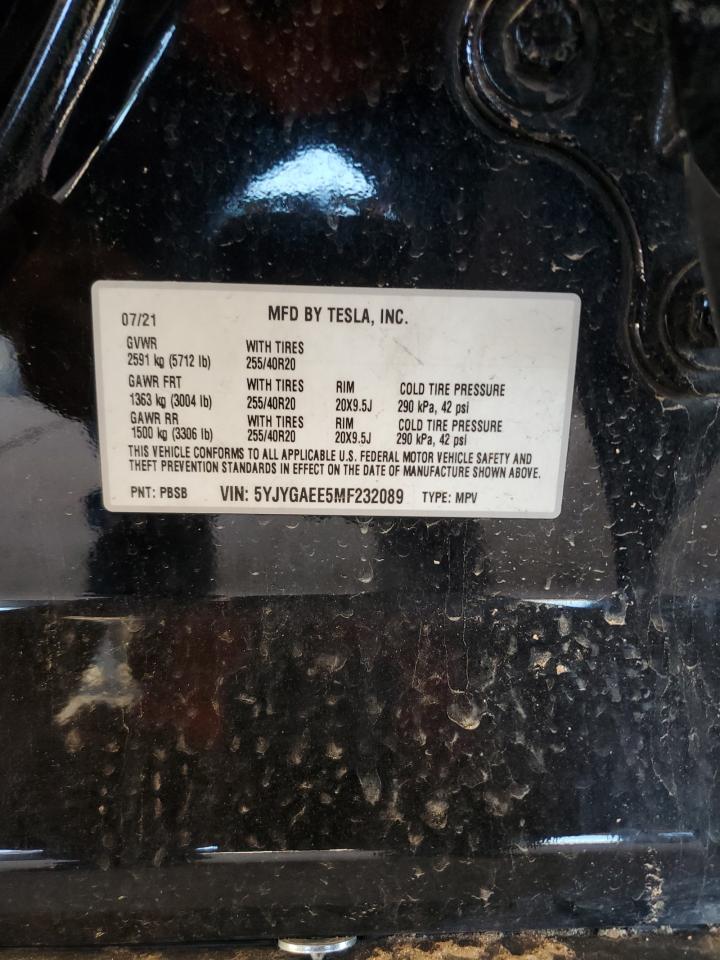 07/21 MFD BY TESLA, INC.
GVWR WITH TIRES
2591 kg (5712 lb) 255/40R20
GAWR FRT WITH TIRES RIM COLD TIRE PRESSURE
1363 kg (3004 lb) 255/40R20 20X9.5J 290 kPa, 42 psi
GAWR RR WITH TIRES RIM COLD TIRE PRESSURE
1500 kg (3306 lb) 255/40R20 20X9.5J 290 kPa, 42 psi
THIS VEHICLE CONFORMS TO ALL APPLICABLE U.S. FEDERAL MOTOR VEHICLE SAFETY AND
THEFT PREVENTION STANDARDS IN EFFECT ON THE DATE OF MANUFACTURE SHOWN ABOVE.
PNT: PBSB VIN: 5YJYGAEE5MF232089 TYPE: MPV